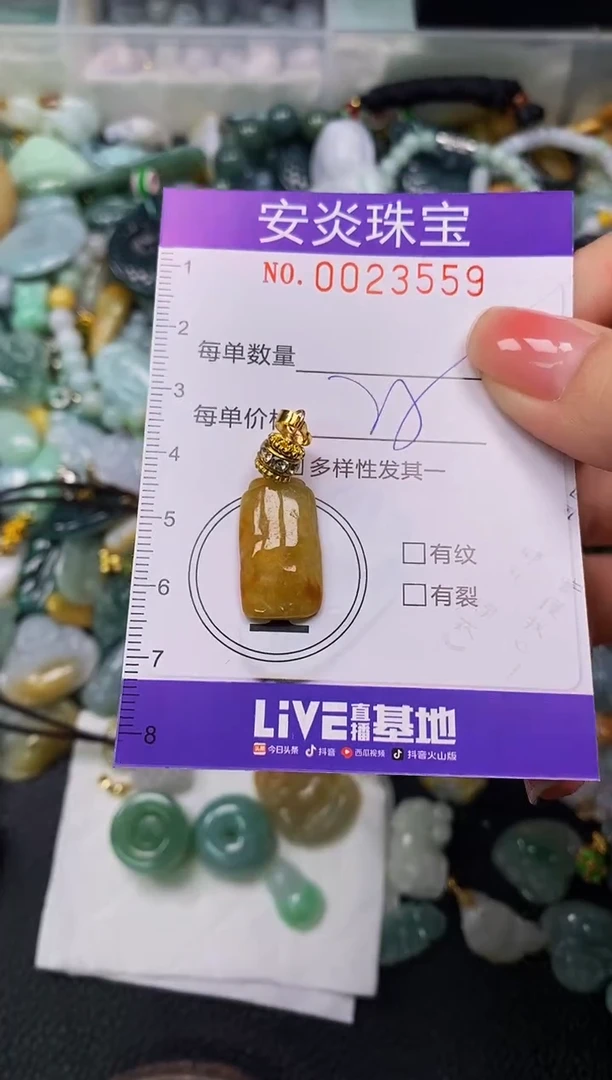 安炎珠宝
NO. 0023559
1
2
每单数量
3
每单价格
4
多样性发其一
5
有纹
6
有裂
7
LiVE直播基地
8
头条 今日头条 抖音 西瓜视频 抖音火山版